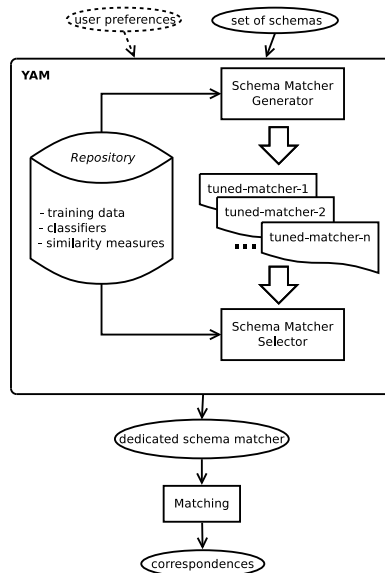 user preferences
set of schemas
YAM
Schema Matcher
Generator
Repository
- training data
- classifiers
- similarity measures
tuned-matcher-1
tuned-matcher-2
...
tuned-matcher-n
Schema Matcher
Selector
dedicated schema matcher
Matching
correspondences